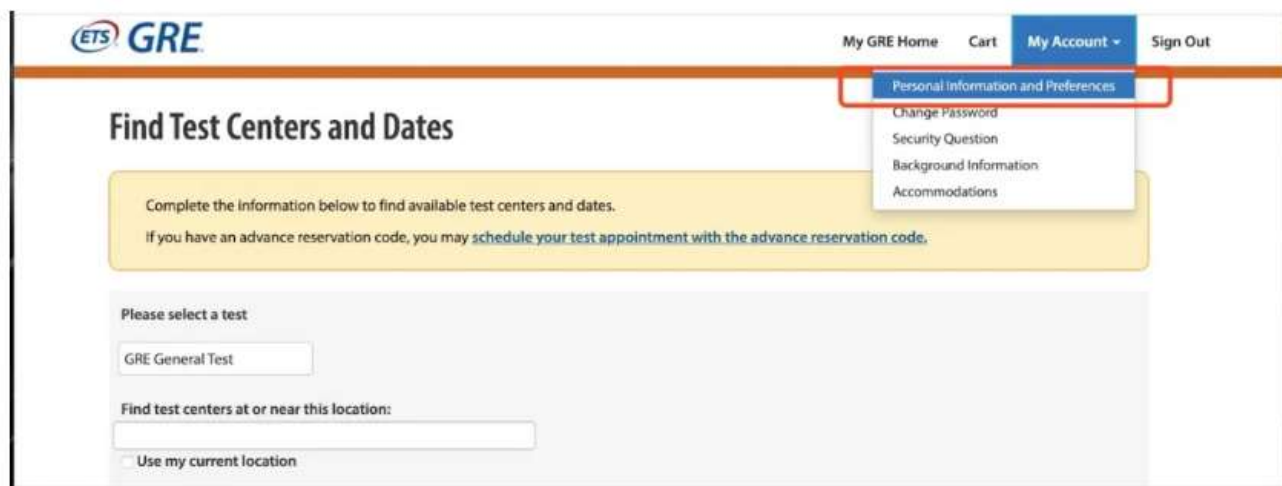 ETS GRE
My GRE Home Cart My Account Sign Out
Personal Information and Preferences
Change Password
Security Question
Background Information
Accommodations
Find Test Centers and Dates
Complete the information below to find available test centers and dates.
If you have an advance reservation code, you may schedule your test appointment with the advance reservation code.
Please select a test
GRE General Test
Find test centers at or near this location:
Use my current location